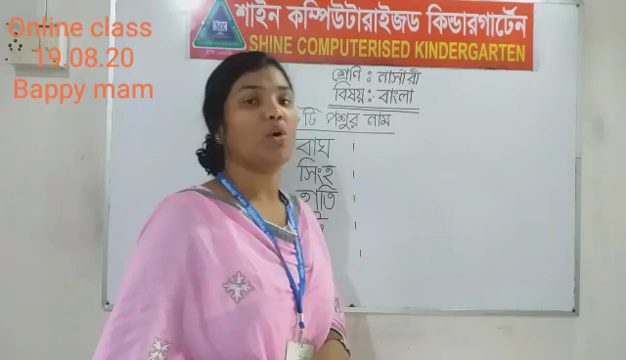 Online class
19.08.20
Bappy mam
শাইন কম্পিউটারাইজড কিন্ডারগার্টেন
SHINE COMPUTERISED KINDERGARTEN
শ্রেণি : নার্সারী
বিষয় : বাংলা
টি পশুর নাম
বাঘ ।
সিংহ ।
হাতি ।